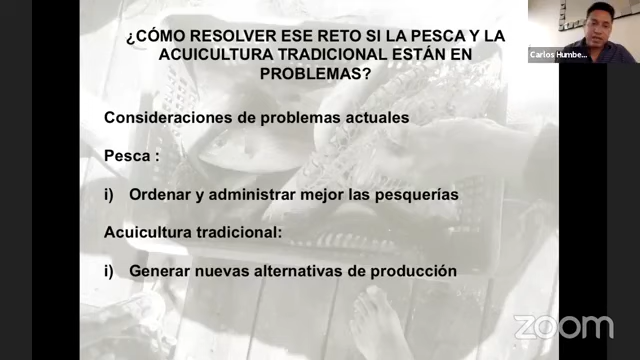 ¿CÓMO RESOLVER ESE RETO SI LA PESCA Y LA
ACUICULTURA TRADICIONAL ESTÁN EN
PROBLEMAS?
Carlos Humbe...
Consideraciones de problemas actuales
Pesca :
i) Ordenar y administrar mejor las pesquerías
Acuicultura tradicional:
i) Generar nuevas alternativas de producción
zoom